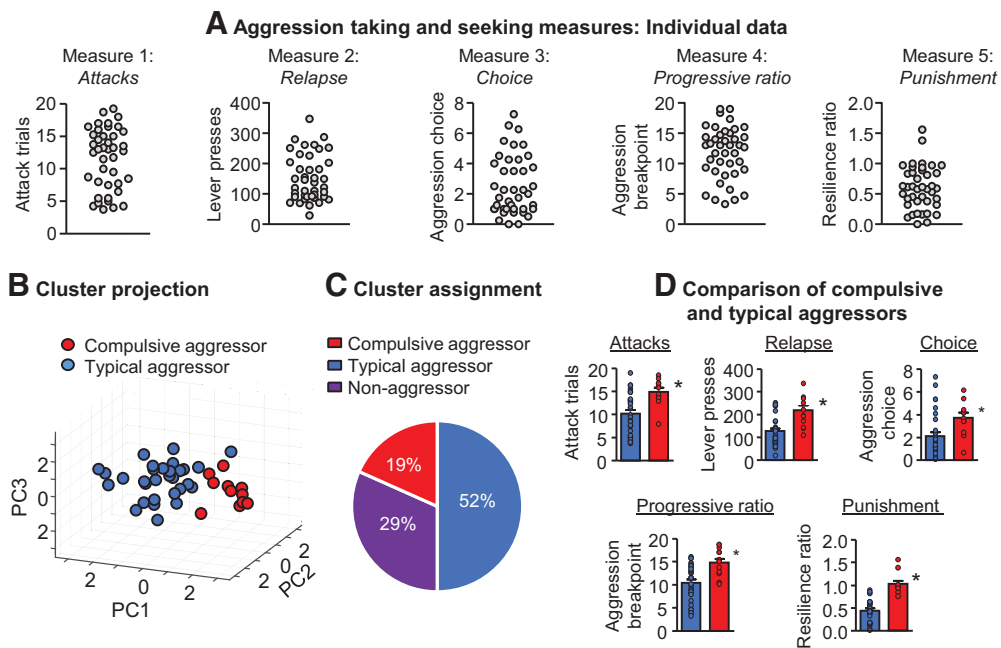 A Aggression taking and seeking measures: Individual data
Measure 1:
Attacks
Attack trials
20
15
10
5
0
Measure 2:
Relapse
Lever presses
400
300
200
100
0
Measure 3:
Choice
Aggression choice
8
6
4
2
0
Measure 4:
Progressive ratio
Aggression
breakpoint
20
15
10
5
0
Measure 5:
Punishment
Resilience ratio
2.0
1.5
1.0
0.5
0.0
B Cluster projection
Compulsive aggressor
Typical aggressor
PC3
2
0
2
2
0
2
PC1
2
0
2
PC2
C Cluster assignment
Compulsive aggressor
Typical aggressor
Non-aggressor
19%
52%
29%
D Comparison of compulsive
and typical aggressors
Attacks
Attack trials
20
15
10
5
0
*
Relapse
Lever presses
400
300
200
100
0
*
Choice
Aggression
choice
8
6
4
2
0
*
Progressive ratio
Aggression
breakpoint
20
15
10
5
0
*
Punishment
Resilience ratio
2.0
1.5
1.0
0.5
0.0
*